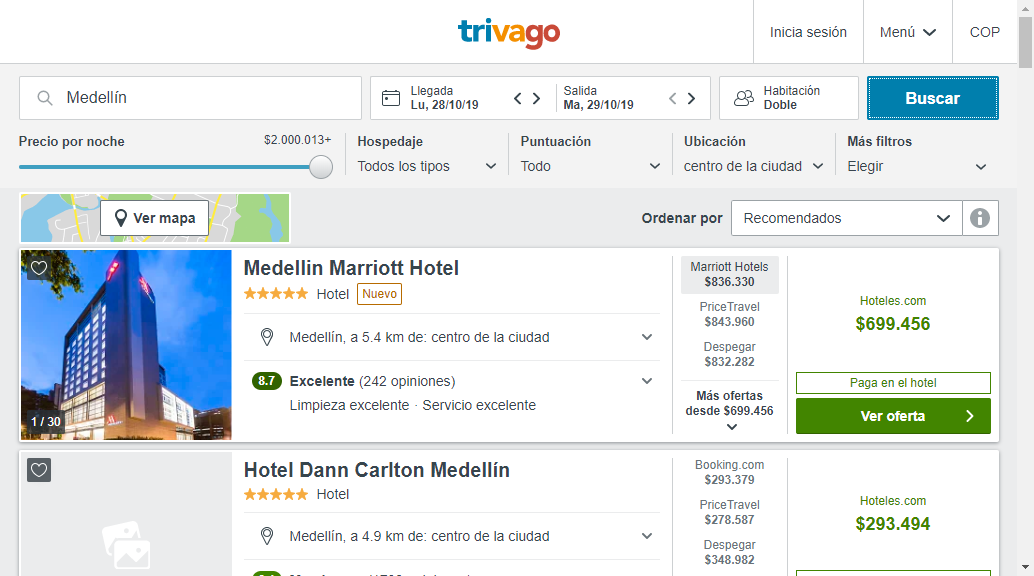 trivago
Inicia sesión
Menú
COP
Medellín
Llegada
Lu, 28/10/19
Salida
Ma, 29/10/19
Habitación
Doble
Buscar
Precio por noche
$2.000.013+
Hospedaje
Todos los tipos
Puntuación
Todo
Ubicación
centro de la ciudad
Más filtros
Elegir
Ver mapa
Ordenar por
Recomendados
Medellin Marriott Hotel
Hotel
Nuevo
Medellín, a 5.4 km de: centro de la ciudad
8.7 Excelente (242 opiniones)
Limpieza excelente · Servicio excelente
1 / 30
Marriott Hotels
$836.330
PriceTravel
$843.960
Despegar
$832.282
Más ofertas
desde $699.456
Hoteles.com
$699.456
Paga en el hotel
Ver oferta
Hotel Dann Carlton Medellín
Hotel
Medellín, a 4.9 km de: centro de la ciudad
Booking.com
$293.379
PriceTravel
$278.587
Despegar
$348.982
Hoteles.com
$293.494